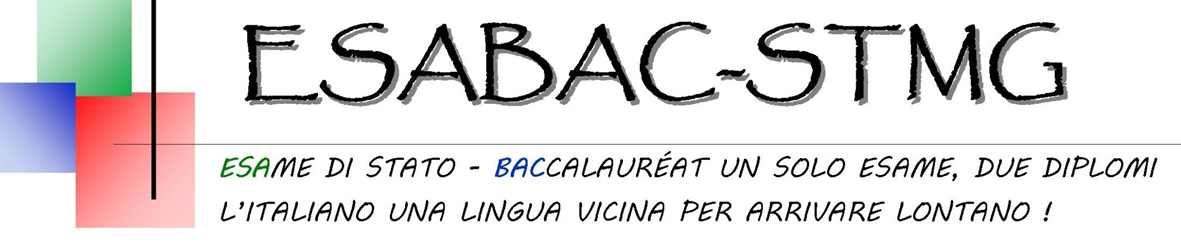 ESABAC-STMG
ESAME DI STATO - BACCALAURÉAT UN SOLO ESAME, DUE DIPLOMI
L'ITALIANO UNA LINGUA VICINA PER ARRIVARE LONTANO !